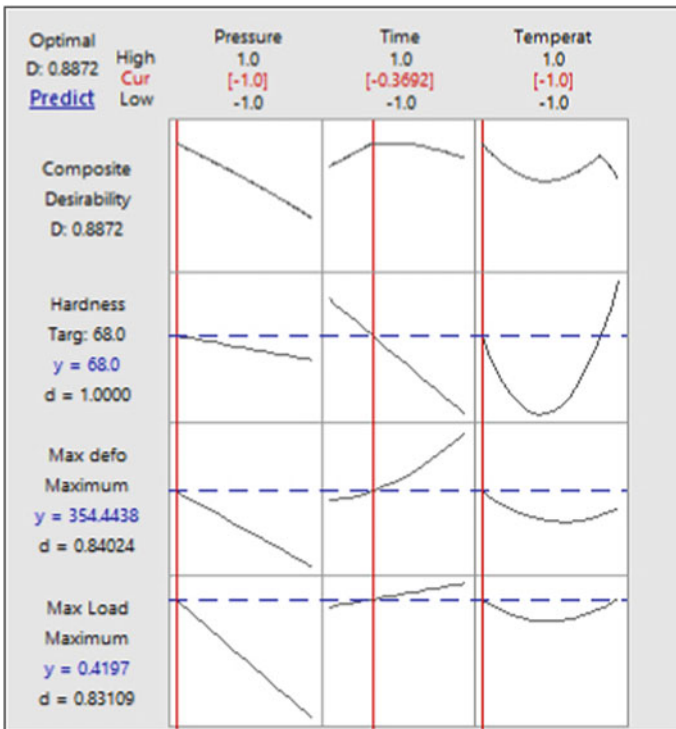 Optimal
D: 0.8872
Predict
High
Cur
Low
Pressure
1.0
[-1.0]
-1.0
Time
1.0
[-0.3692]
-1.0
Temperat
1.0
[-1.0]
-1.0
Composite
Desirability
D: 0.8872
Hardness
Targ: 68.0
y = 68.0
d = 1.0000
Max defo
Maximum
y = 354.4438
d = 0.84024
Max Load
Maximum
y = 0.4197
d = 0.83109